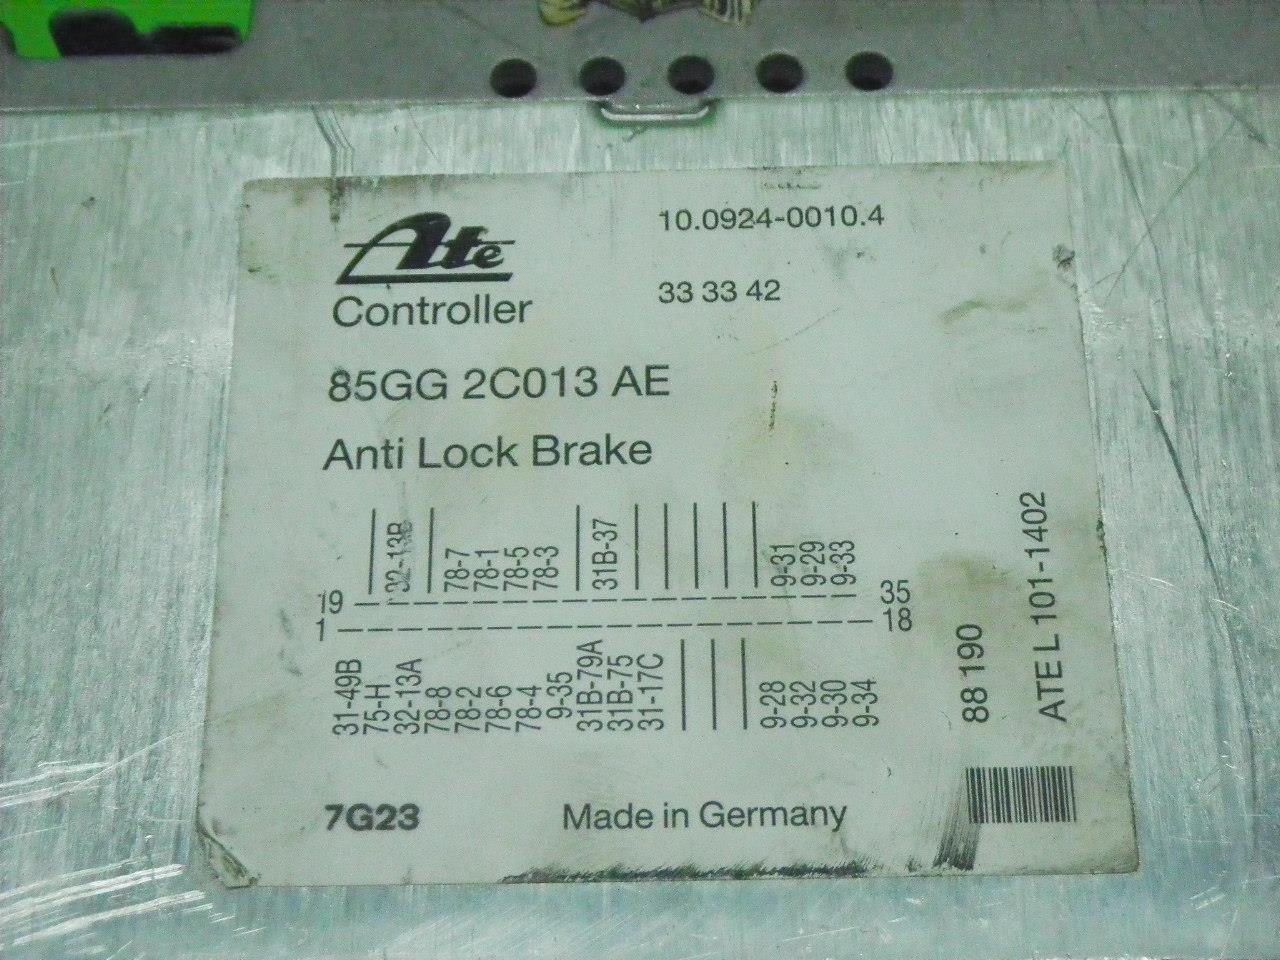 Ate
10.0924-0010.4
Controller
33 33 42
85GG 2C013 AE
Anti Lock Brake
32-13B
78-7
78-1
78-5
78-3
31B-37
9-31
9-29
9-33
19
35
1
18
31-49B
75-H
32-13A
78-8
78-2
78-6
78-4
9-35
31B-79A
31B-75
31-17C
9-28
9-32
9-30
9-34
88 190
ATE L 101-1402
7G23
Made in Germany